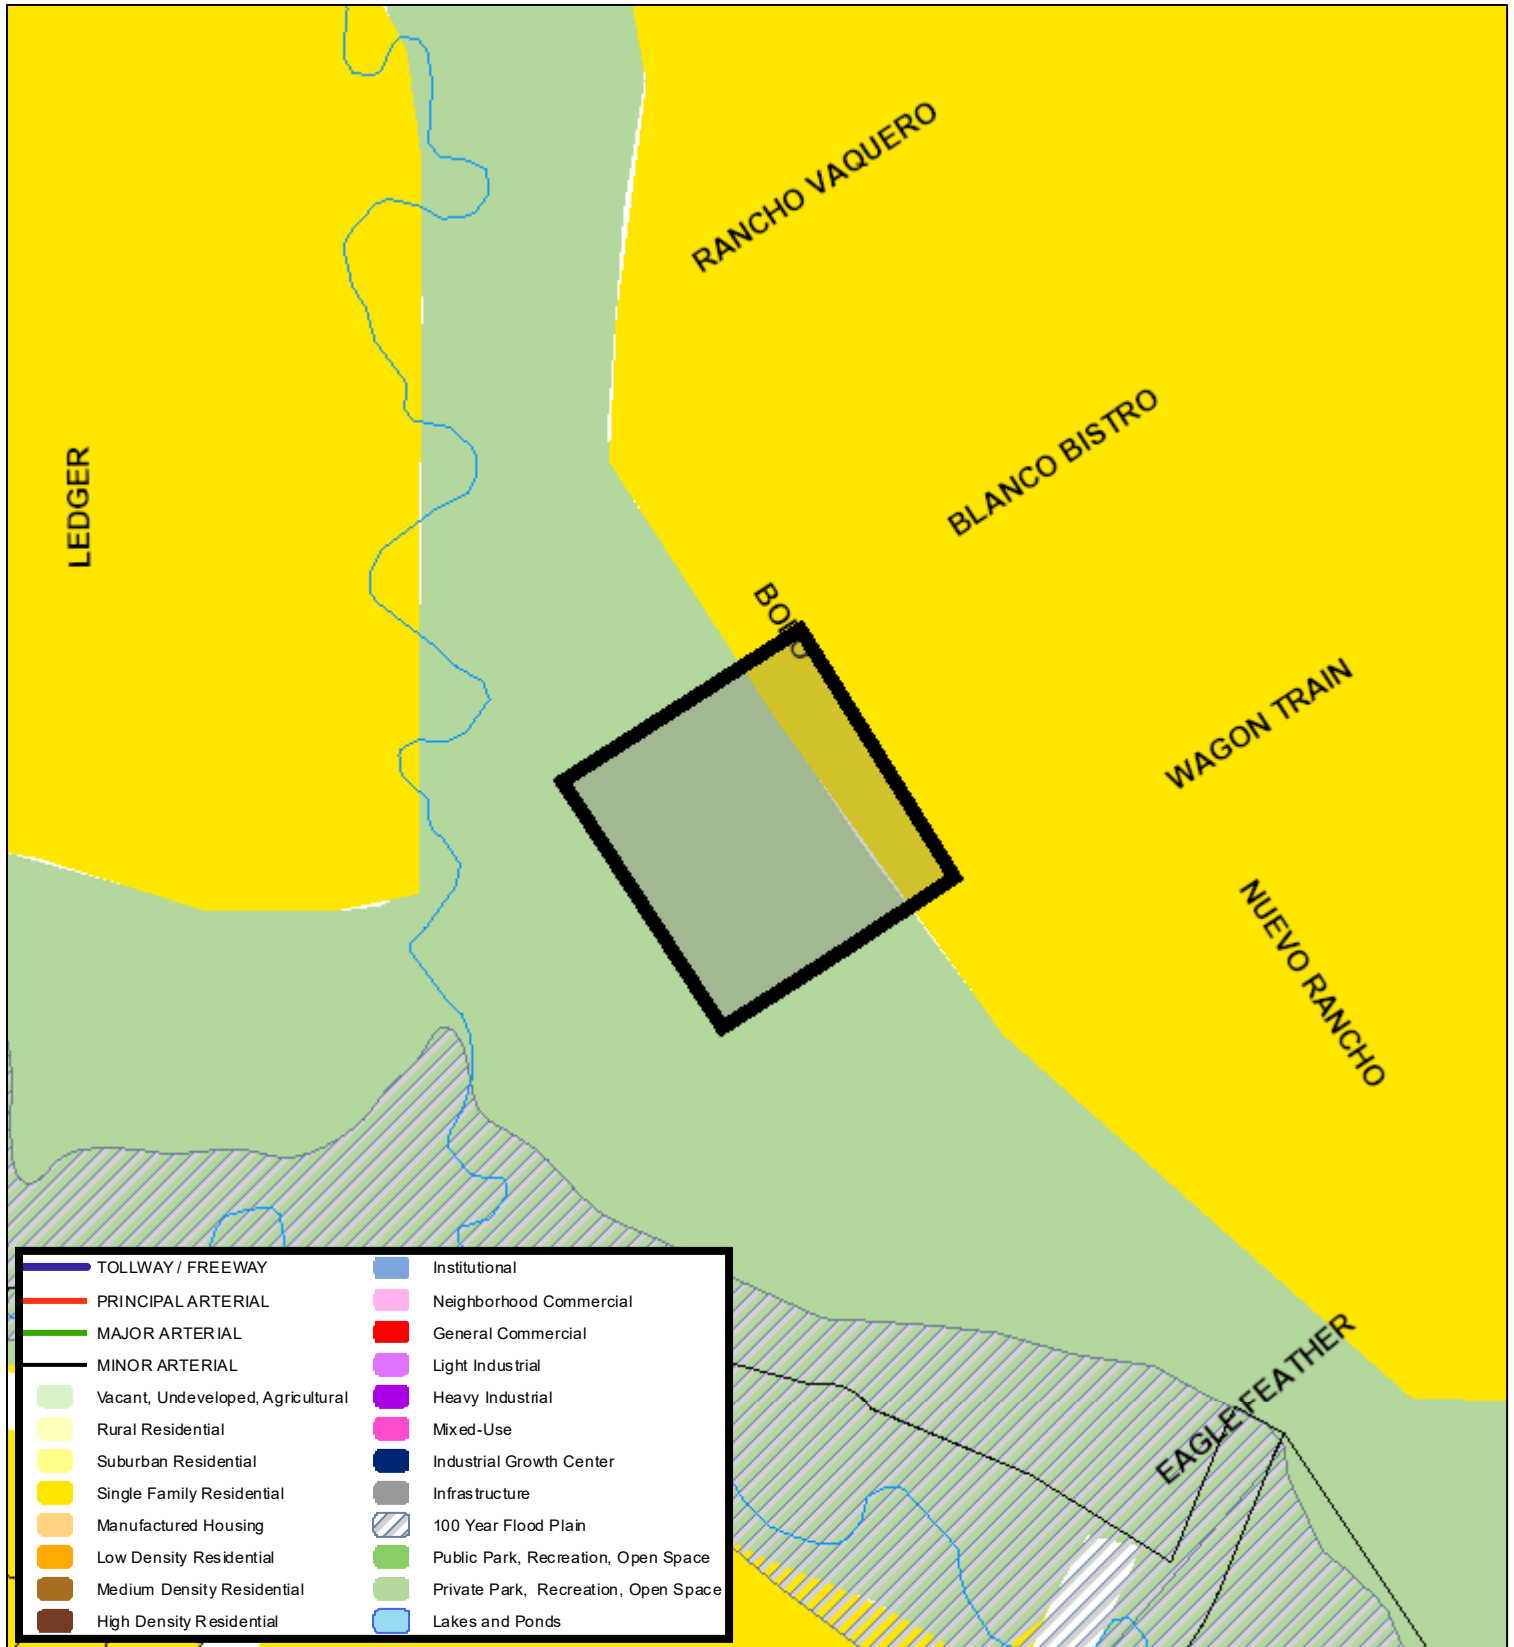 RANCHO VAQUERO
BLANCO BISTRO
LEDGER
WAGON TRAIN
NUEVO RANCHO
EAGLE FEATHER
TOLLWAY / FREEWAY
PRINCIPAL ARTERIAL
MAJOR ARTERIAL
MINOR ARTERIAL
Vacant, Undeveloped, Agricultural
Rural Residential
Suburban Residential
Single Family Residential
Manufactured Housing
Low Density Residential
Medium Density Residential
High Density Residential
Institutional
Neighborhood Commercial
General Commercial
Light Industrial
Heavy Industrial
Mixed-Use
Industrial Growth Center
Infrastructure
100 Year Flood Plain
Public Park, Recreation, Open Space
Private Park, Recreation, Open Space
Lakes and Ponds